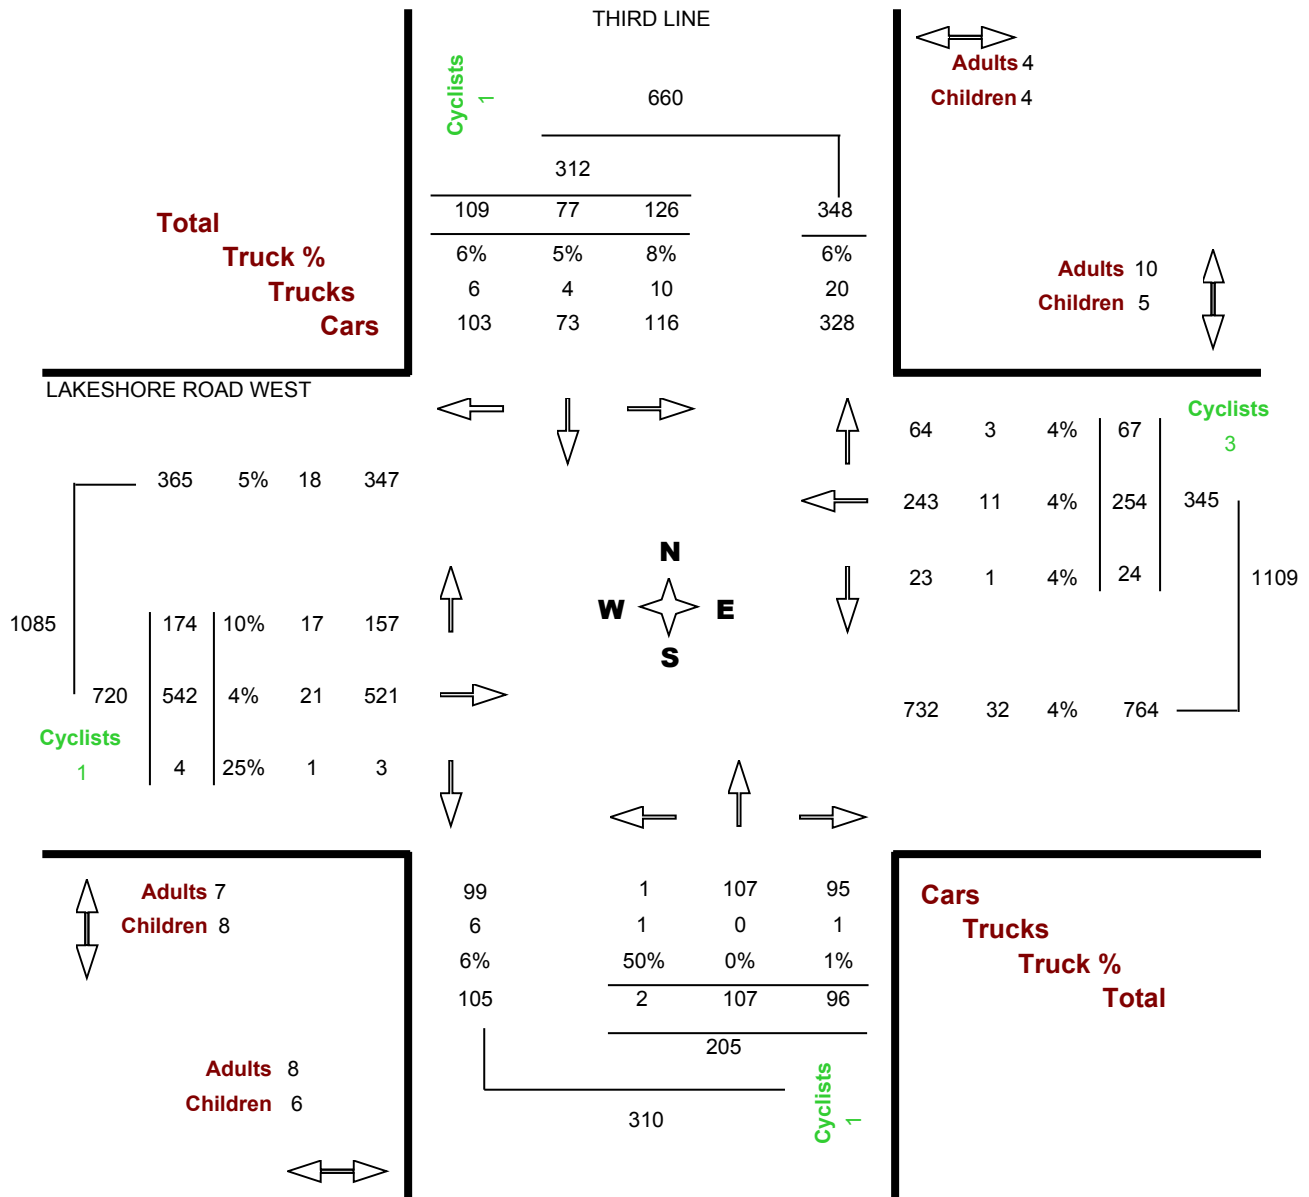 THIRD LINE
Adults 4
Children 4
Cyclists
1
660
312
109 77 126 348
Total
6% 5% 8% 6%
Truck %
6 4 10 20
Trucks
103 73 116 328
Cars
Adults 10
Children 5
LAKESHORE ROAD WEST
Cyclists
3
64 3 4% 67
365 5% 18 347
243 11 4% 254 345
N
23 1 4% 24
1109
W E
S
1085
174 10% 17 157
720 542 4% 21 521
732 32 4% 764
Cyclists
1
4 25% 1 3
Adults 7
Children 8
99 1 107 95
Cars
6 1 0 1
Trucks
6% 50% 0% 1%
Truck %
105 2 107 96
Total
205
Adults 8
Children 6
Cyclists
1
310